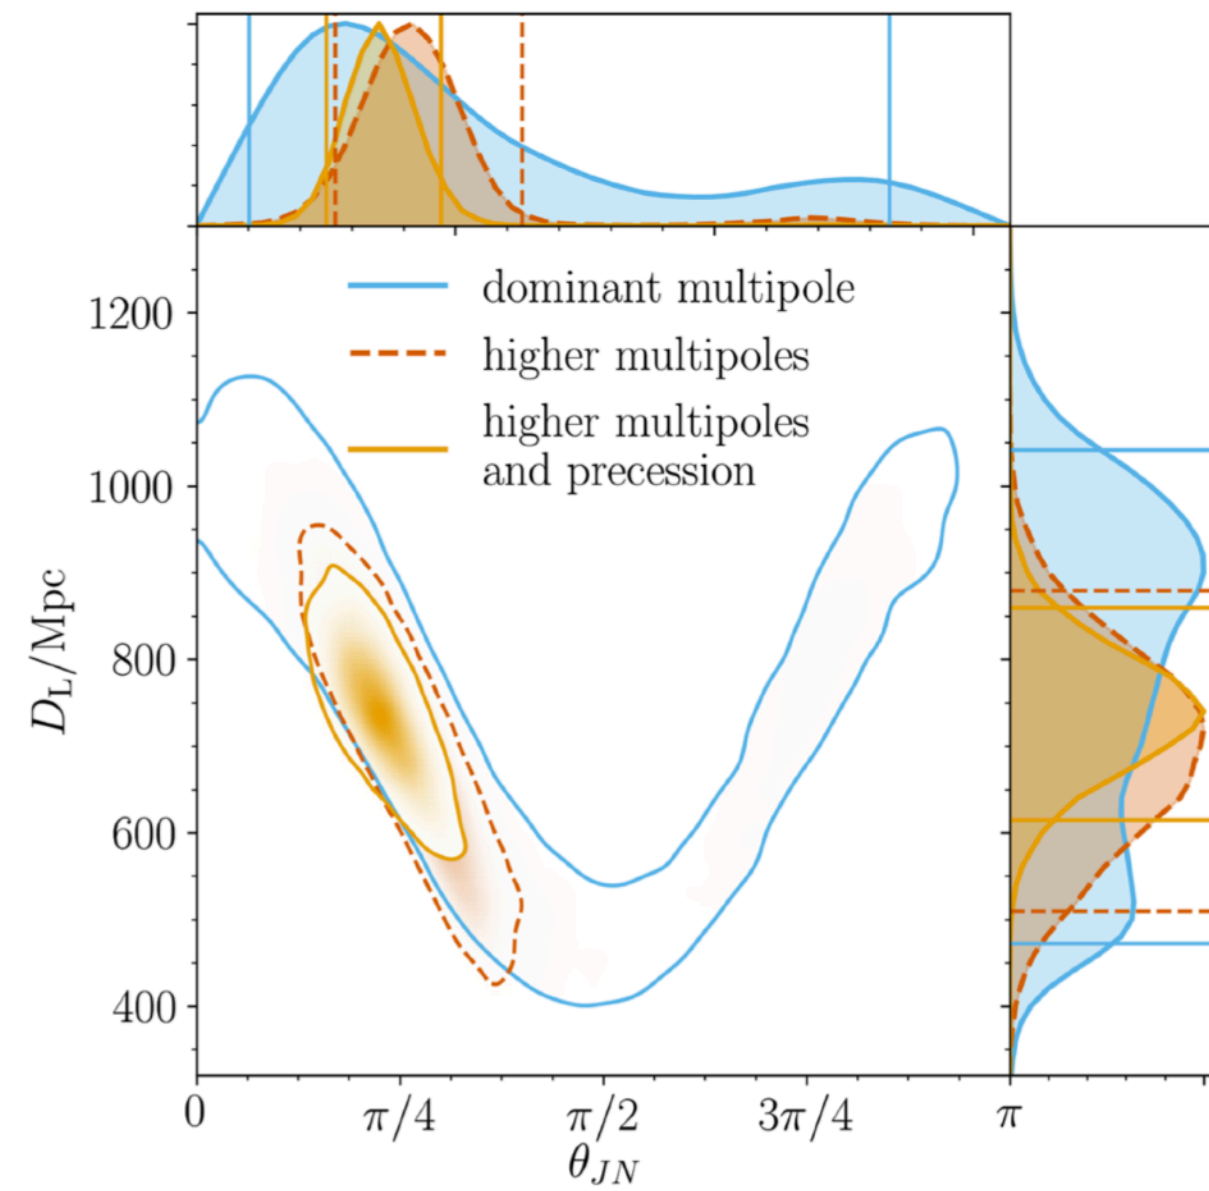 dominant multipole
higher multipoles
higher multipoles
and precession
1200
1000
800
600
400
D_L/Mpc
0 π/4 π/2 3π/4 π
θ_JN